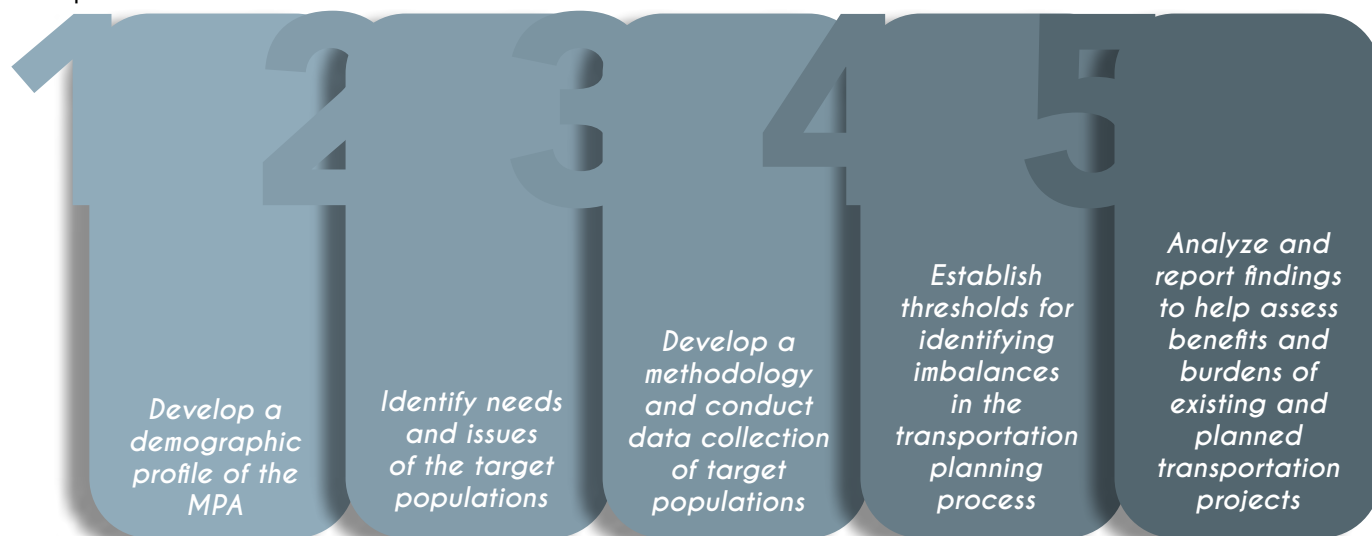 1
Develop a
demographic
profile of the
MPA
2
Identify needs
and issues
of the target
populations
3
Develop a
methodology
and conduct
data collection
of target
populations
4
Establish
thresholds for
identifying
imbalances
in the
transportation
planning
process
5
Analyze and
report findings
to help assess
benefits and
burdens of
existing and
planned
transportation
projects